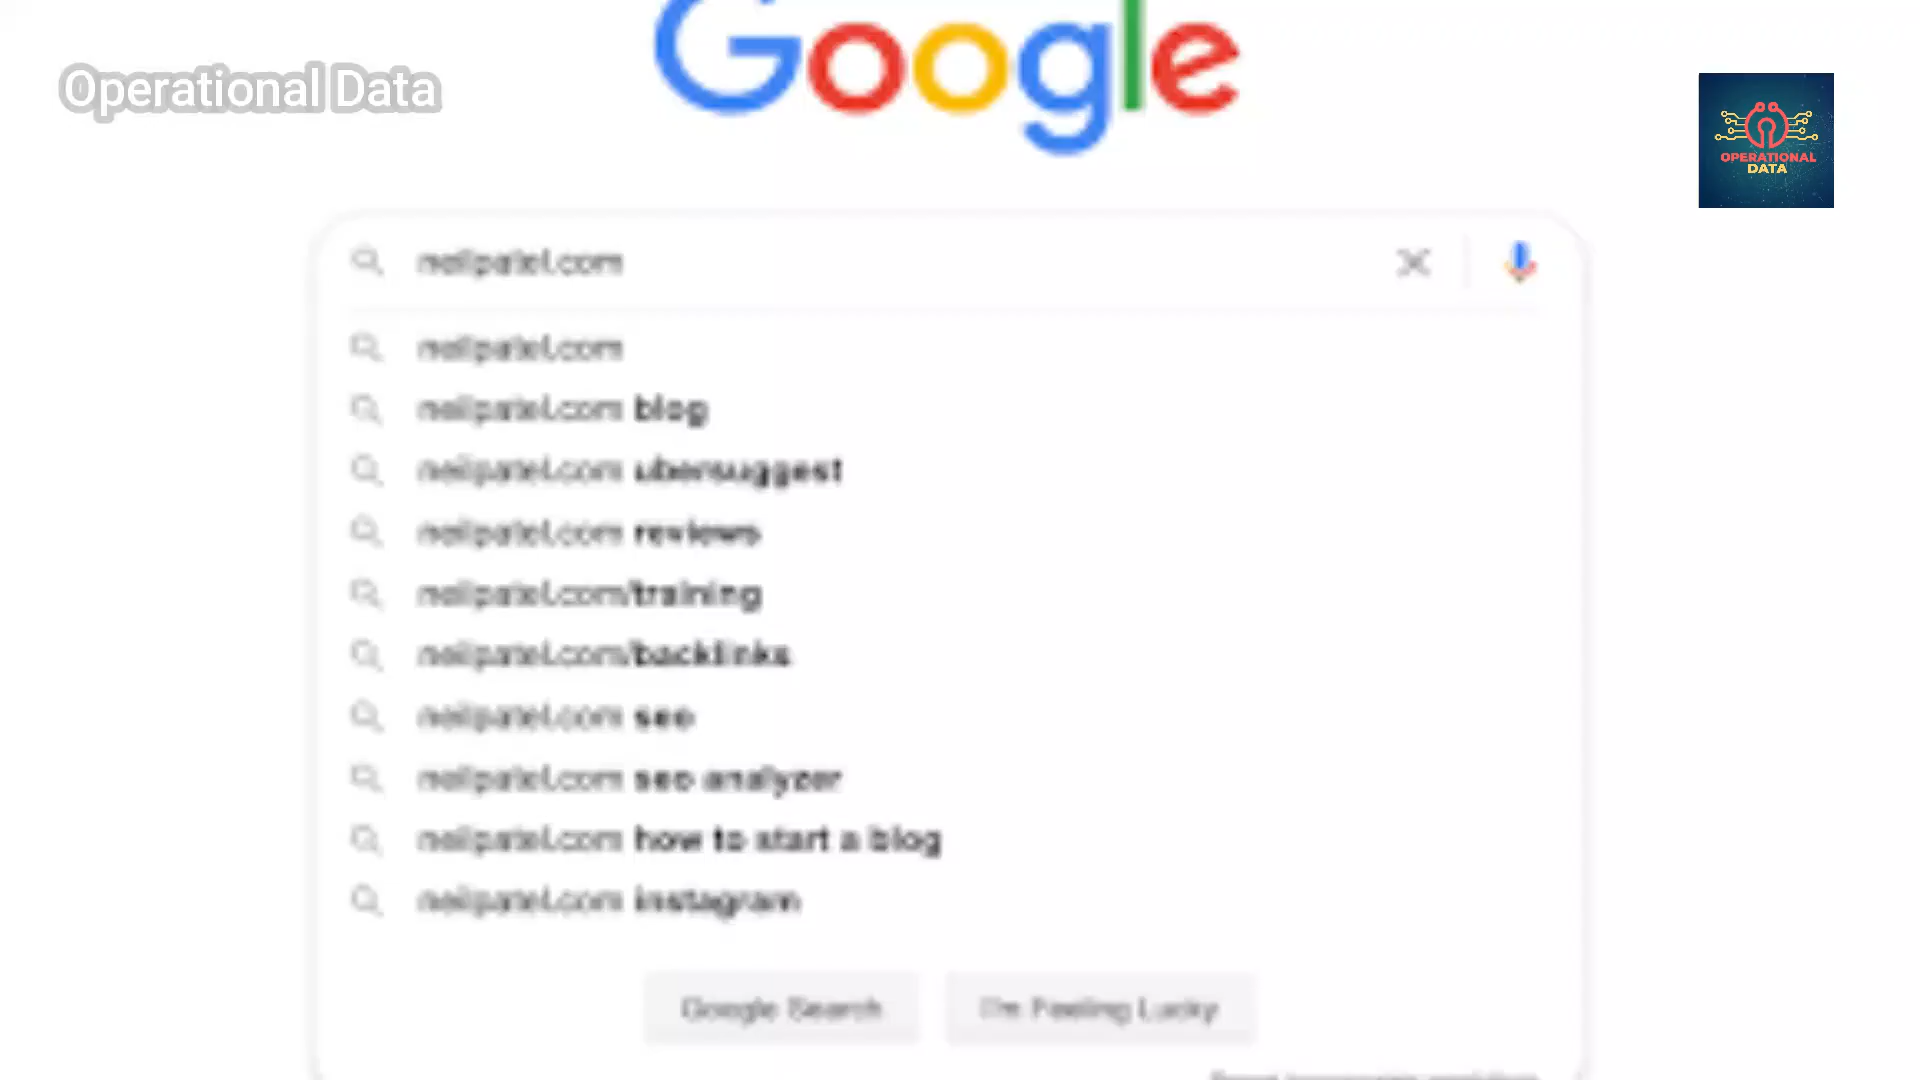 Google
Operational Data
OPERATIONAL
DATA
neilpatel.com
neilpatel.com
neilpatel.com blog
neilpatel.com ubersuggest
neilpatel.com reviews
neilpatel.com/training
neilpatel.com/backlinks
neilpatel.com seo
neilpatel.com seo analyzer
neilpatel.com how to start a blog
neilpatel.com instagram
Google Search
I'm Feeling Lucky